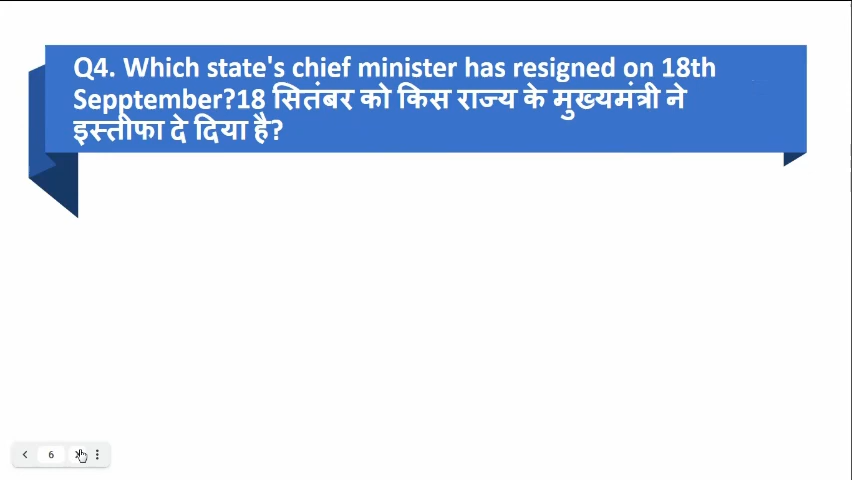 Q4. Which state's chief minister has resigned on 18th
Sepptember?18 सितंबर को किस राज्य के मुख्यमंत्री ने
इस्तीफा दे दिया है?
6